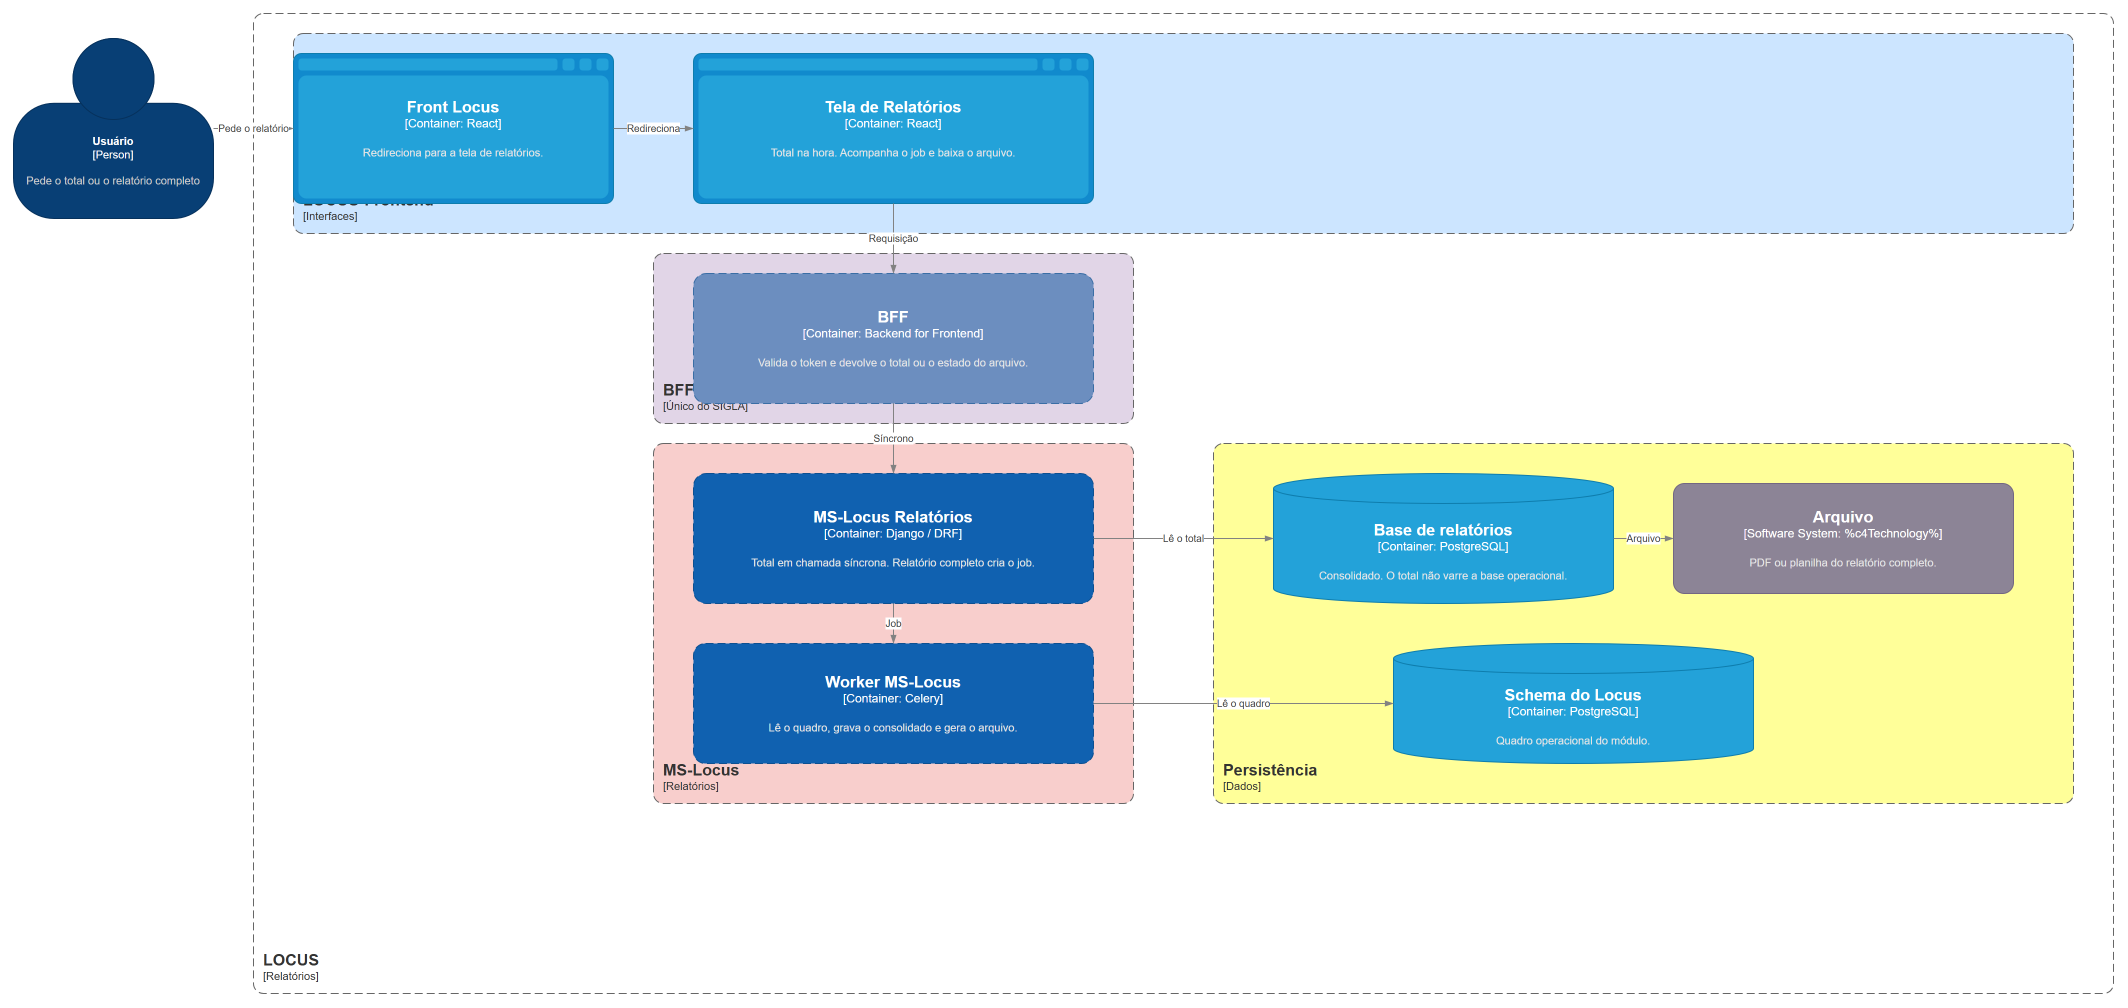 Usuário
[Person]
Pede o total ou o relatório completo
Pede o relatório
Front Locus
[Container: React]
Redireciona para a tela de relatórios.
Redireciona
Tela de Relatórios
[Container: React]
Total na hora. Acompanha o job e baixa o arquivo.
[Interfaces]
Requisição
BFF
[Container: Backend for Frontend]
Valida o token e devolve o total ou o estado do arquivo.
BFF
[Único do SIGLA]
Síncrono
MS-Locus Relatórios
[Container: Django / DRF]
Total em chamada síncrona. Relatório completo cria o job.
Lê o total
Base de relatórios
[Container: PostgreSQL]
Consolidado. O total não varre a base operacional.
Arquivo
Arquivo
[Software System: %c4Technology%]
PDF ou planilha do relatório completo.
Job
Worker MS-Locus
[Container: Celery]
Lê o quadro, grava o consolidado e gera o arquivo.
Lê o quadro
Schema do Locus
[Container: PostgreSQL]
Quadro operacional do módulo.
MS-Locus
[Relatórios]
Persistência
[Dados]
LOCUS
[Relatórios]